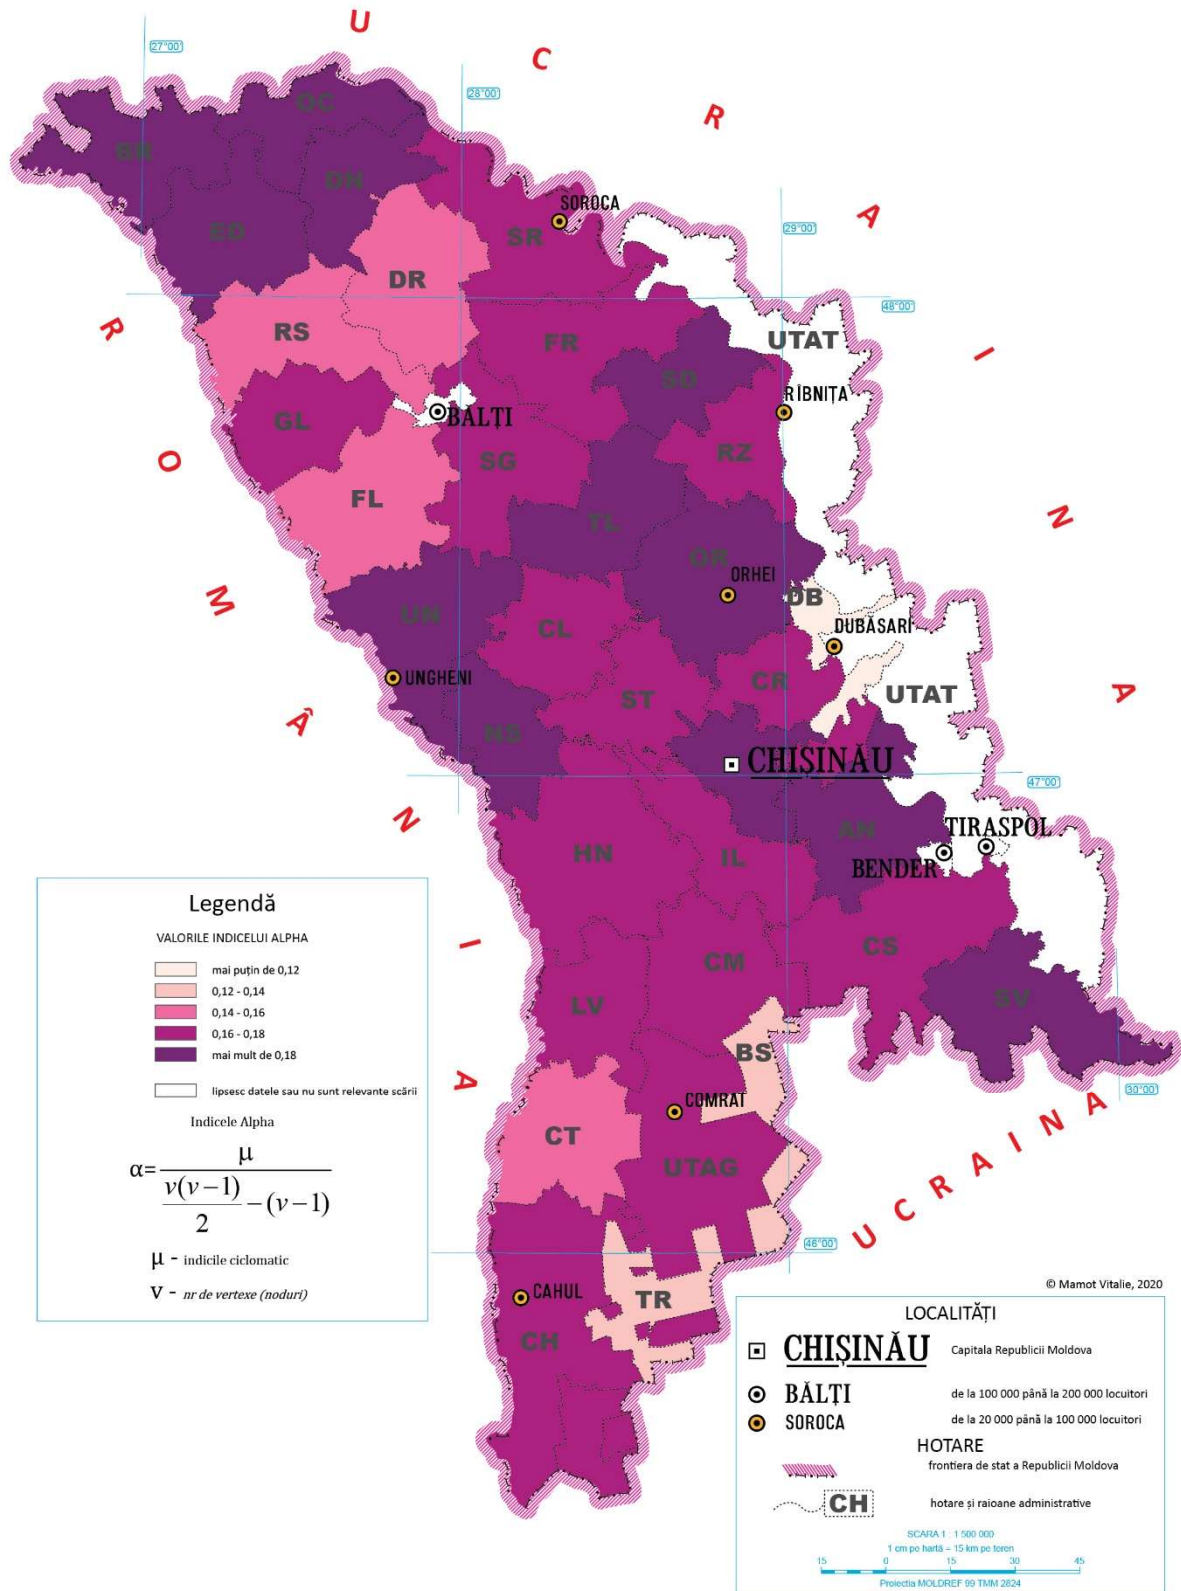 U C R A I N A
27°00'
28°00'
29°00'
OC
BR
DN
ED
SOROCA
SR
DR
48°00'
RS
FR
UTAT
SD
RÎBNIȚA
GL
BĂLȚI
RZ
SG
FL
TL
OR
ORHEI
DB
DUBĂSARI
UN
CL
UNGHENI
CR
UTAT
ST
NS
CHIȘINĂU
47°00'
AN
TIRASPOL
HN
IL
BENDER
CS
CM
SV
LV
BS
30°00'
COMRAT
CT
UTAG
46°00'
CAHUL
TR
CH
R O M Â N I A
U C R A I N A
Legendă
VALORILE INDICELUI ALPHA
mai puțin de 0,12
0,12 - 0,14
0,14 - 0,16
0,16 - 0,18
mai mult de 0,18
lipsesc datele sau nu sunt relevante scării
Indicele Alpha
α= μ
v(v−1)
2
−(v−1)
μ - indicile ciclomatic
v - nr de vertexe (noduri)
© Mamot Vitalie, 2020
LOCALITĂȚI
CHIȘINĂU Capitala Republicii Moldova
BĂLȚI de la 100 000 până la 200 000 locuitori
SOROCA de la 20 000 până la 100 000 locuitori
HOTARE
frontiera de stat a Republicii Moldova
CH hotare și raioane administrative
SCARA 1 : 1 500 000
1 cm pe hartă = 15 km pe teren
15 0 15 30 45
Proiectia MOLDREF 99 TMM 2824